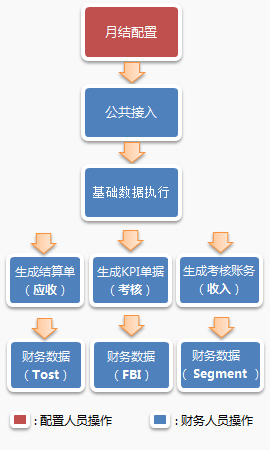 月结配置
公共接入
基础数据执行
生成结算单
（应收）
生成KPI单据
（考核）
生成考核账务
（收入）
财务数据
（Tost）
财务数据
（FBI）
财务数据
（ Segment ）
：配置人员操作
：财务人员操作